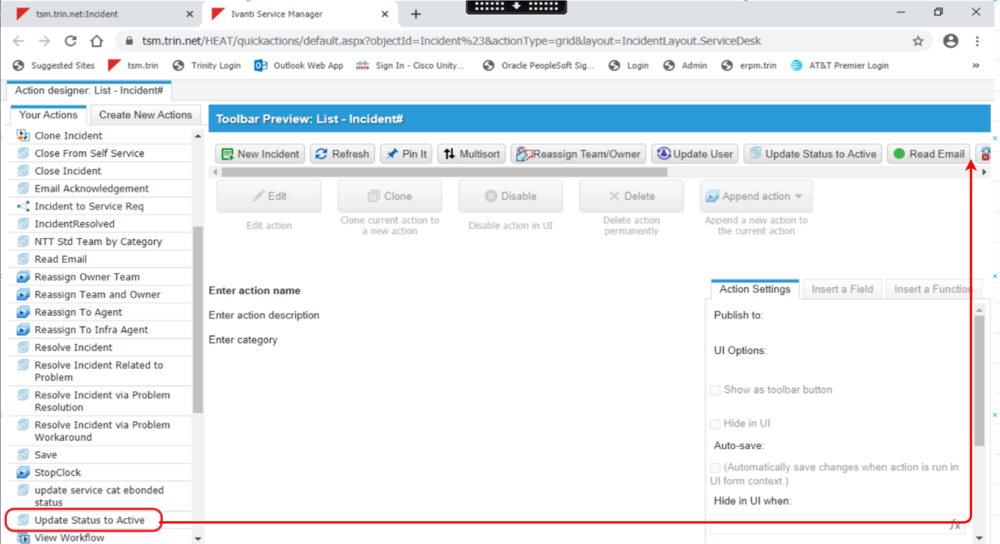 tsm.trin.net:Incident
Ivanti Service Manager
tsm.trin.net/HEAT/quickactions/default.aspx?objectId=Incident%23&actionType=grid&layout=IncidentLayout.ServiceDesk
Suggested Sites tsm.trin Trinity Login Outlook Web App Sign In - Cisco Unity... Oracle PeopleSoft Sig... Login Admin erpm.trin AT&T Premier Login »
Action designer: List - Incident#
Your Actions Create New Actions
Toolbar Preview: List - Incident#
New Incident Refresh Pin It Multisort Reassign Team/Owner Update User Update Status to Active Read Email
Edit Clone Disable Delete Append action
Edit action
Clone current action to
a new action
Disable action in UI
Delete action
permanently
Append a new action to
the current action
Clone Incident
Close From Self Service
Close Incident
Email Acknowledgement
Incident to Service Req
IncidentResolved
NTT Std Team by Category
Read Email
Reassign Owner Team
Reassign Team and Owner
Reassign To Agent
Reassign To Infra Agent
Resolve Incident
Resolve Incident Related to
Problem
Resolve Incident via Problem
Resolution
Resolve Incident via Problem
Workaround
Save
StopClock
update service cat ebonded
status
Update Status to Active
View Workflow
Enter action name
Enter action description
Enter category
Action Settings Insert a Field Insert a Function
Publish to:
UI Options:
Show as toolbar button
Hide in UI
Auto-save:
(Automatically save changes when action is run in
UI form context.)
Hide in UI when:
fx